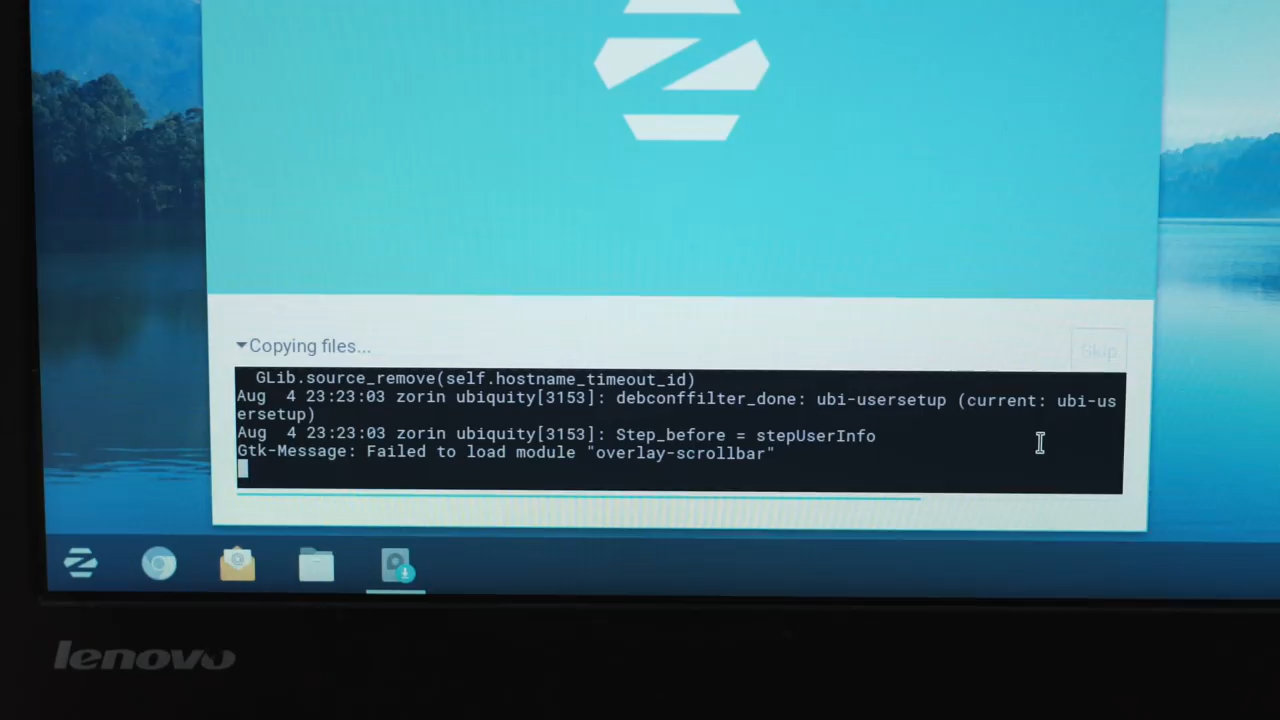 Copying files...
Skip
GLib.source_remove(self.hostname_timeout_id)
Aug  4 23:23:03 zorin ubiquity[3153]: debconffilter_done: ubi-usersetup (current: ubi-us
ersetup)
Aug  4 23:23:03 zorin ubiquity[3153]: Step_before = stepUserInfo
Gtk-Message: Failed to load module "overlay-scrollbar"
lenovo